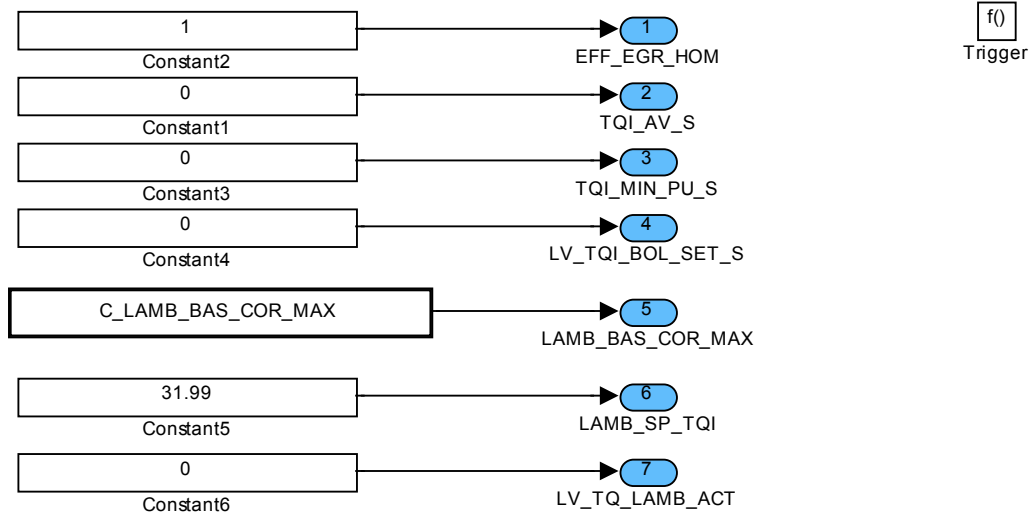 1
Constant2
1
EFF_EGR_HOM
f()
Trigger
0
Constant1
2
TQI_AV_S
0
Constant3
3
TQI_MIN_PU_S
0
Constant4
4
LV_TQI_BOL_SET_S
C_LAMB_BAS_COR_MAX
5
LAMB_BAS_COR_MAX
31.99
Constant5
6
LAMB_SP_TQI
0
Constant6
7
LV_TQ_LAMB_ACT